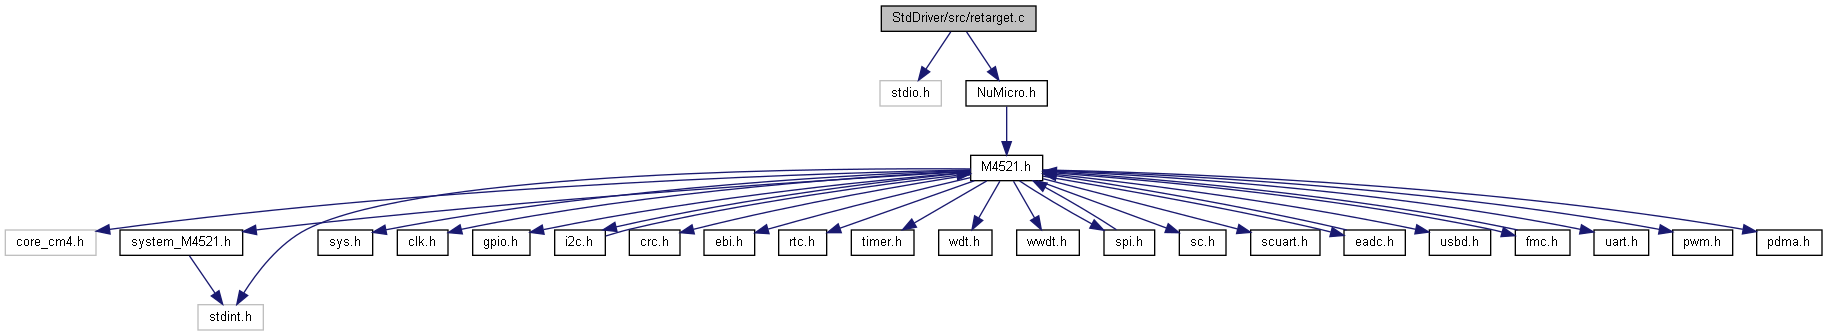 StdDriver/src/retarget.c
stdio.h
NuMicro.h
M4521.h
core_cm4.h
system_M4521.h
sys.h
clk.h
gpio.h
i2c.h
crc.h
ebi.h
rtc.h
timer.h
wdt.h
wwdt.h
spi.h
sc.h
scuart.h
eadc.h
usbd.h
fmc.h
uart.h
pwm.h
pdma.h
stdint.h